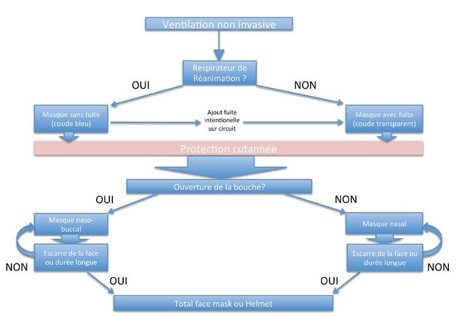 Ventilation non invasive
Respirateur de
Réanimation ?
OUI
NON
Masque sans fuite
(coude bleu)
Ajout fuite
intentionelle
sur circuit
Masque avec fuite
(coude transparent)
Protection cutannée
Ouverture de la bouche?
OUI
NON
Masque naso-
buccal
Masque nasal
Escarre de la face
ou durée longue
Escarre de la face ou
durée longue
NON
NON
OUI
OUI
Total face mask ou Helmet